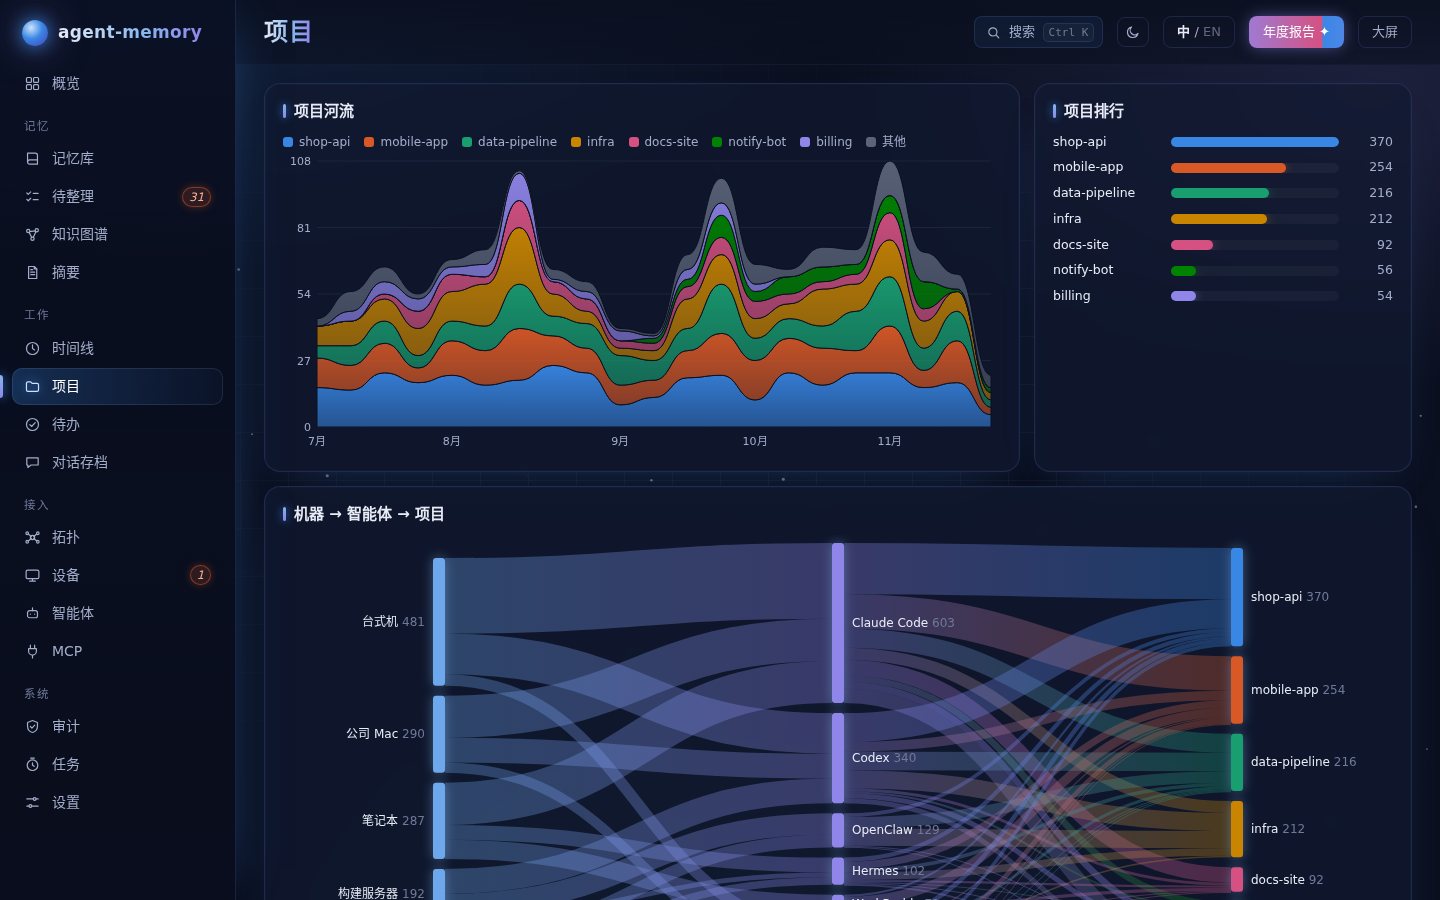 agent-memory
概览
记忆
记忆库
待整理 31
知识图谱
摘要
工作
时间线
项目
待办
对话存档
接入
拓扑
设备 1
智能体
MCP
系统
审计
任务
设置
项目
搜索 Ctrl K
中 / EN
年度报告 ✦
大屏
项目河流
shop-api mobile-app data-pipeline infra docs-site notify-bot billing 其他
108
81
54
27
0
7月 8月 9月 10月 11月
项目排行
shop-api 370
mobile-app 254
data-pipeline 216
infra 212
docs-site 92
notify-bot 56
billing 54
机器 → 智能体 → 项目
台式机 481
公司 Mac 290
笔记本 287
构建服务器 192
Claude Code 603
Codex 340
OpenClaw 129
Hermes 102
shop-api 370
mobile-app 254
data-pipeline 216
infra 212
docs-site 92